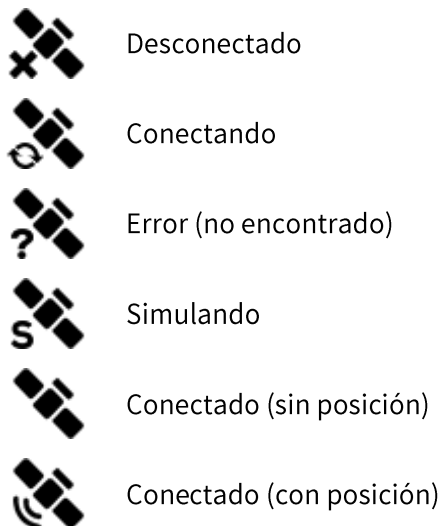 Desconectado
Conectando
? Error (no encontrado)
S Simulando
Conectado (sin posición)
Conectado (con posición)